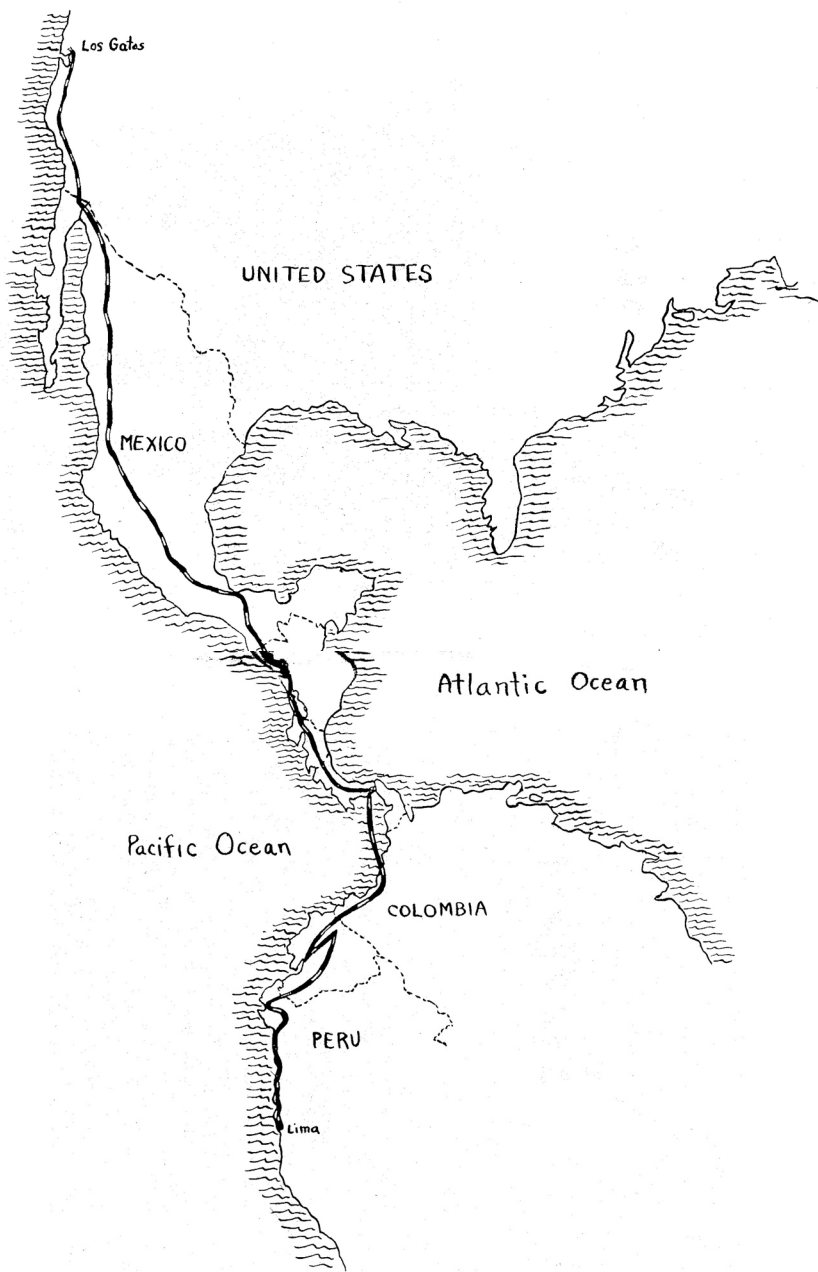 Los Gatos
UNITED STATES
MEXICO
Atlantic Ocean
Pacific Ocean
COLOMBIA
PERU
Lima